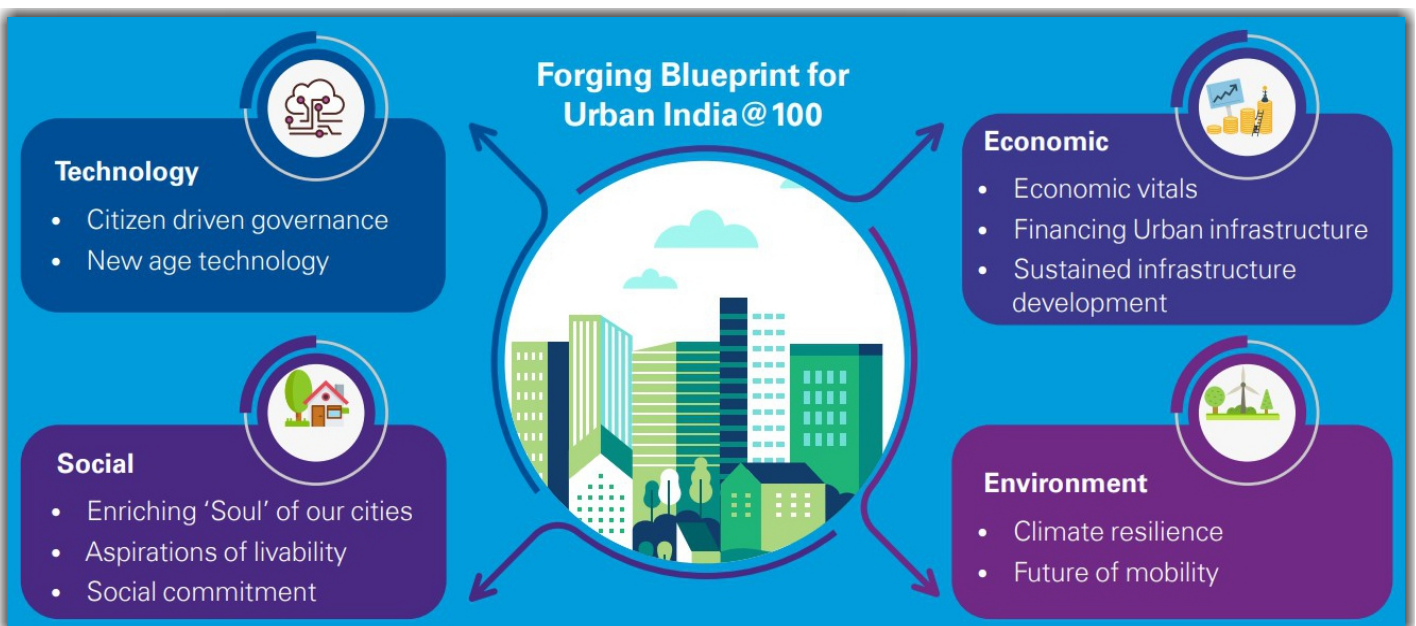 Forging Blueprint for
Urban India@100
Technology
• Citizen driven governance
• New age technology
Economic
• Economic vitals
• Financing Urban infrastructure
• Sustained infrastructure
development
Social
• Enriching ‘Soul’ of our cities
• Aspirations of livability
• Social commitment
Environment
• Climate resilience
• Future of mobility